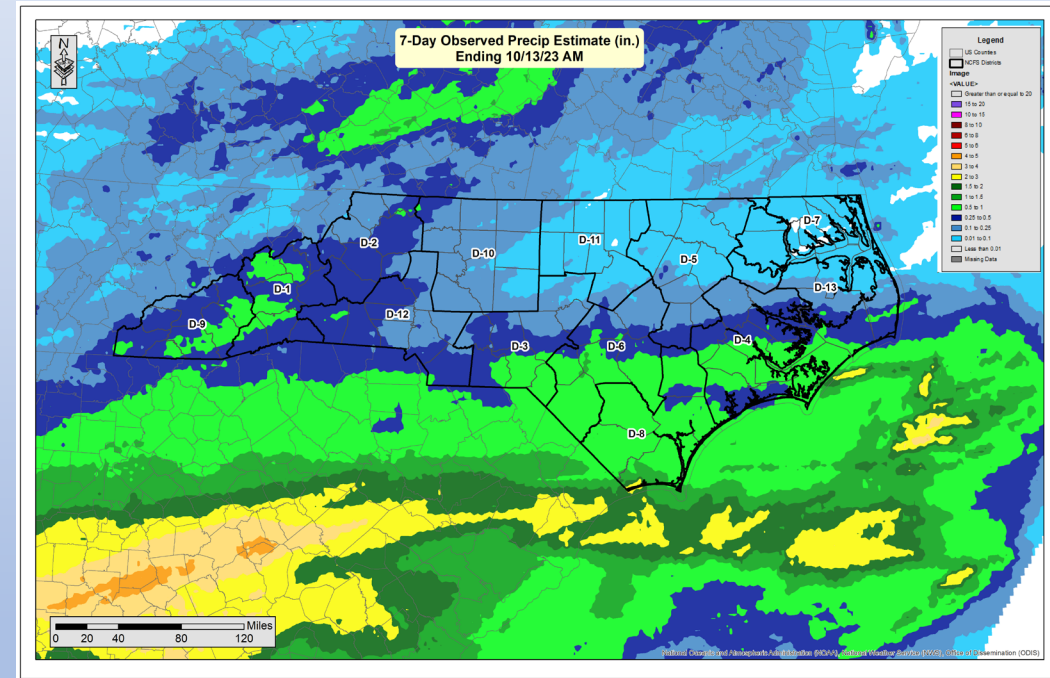 7-Day Observed Precip Estimate (in.)
Ending 10/13/23 AM
N
Legend
US Counties
NCFS Districts
Image
<VALUE>
Greater than or equal to 20
15 to 20
10 to 15
8 to 10
6 to 8
5 to 6
4 to 5
3 to 4
2 to 3
1.5 to 2
1 to 1.5
0.5 to 1
0.25 to 0.5
0.1 to 0.25
0.01 to 0.1
Less than 0.01
Missing Data
D-7
D-2
D-11
D-10
D-5
D-1
D-13
D-12
D-9
D-4
D-3
D-6
D-8
Miles
0 20 40 80 120
National Oceanic and Atmospheric Administration (NOAA), National Weather Service (NWS), Office of Dissemination (ODIS)